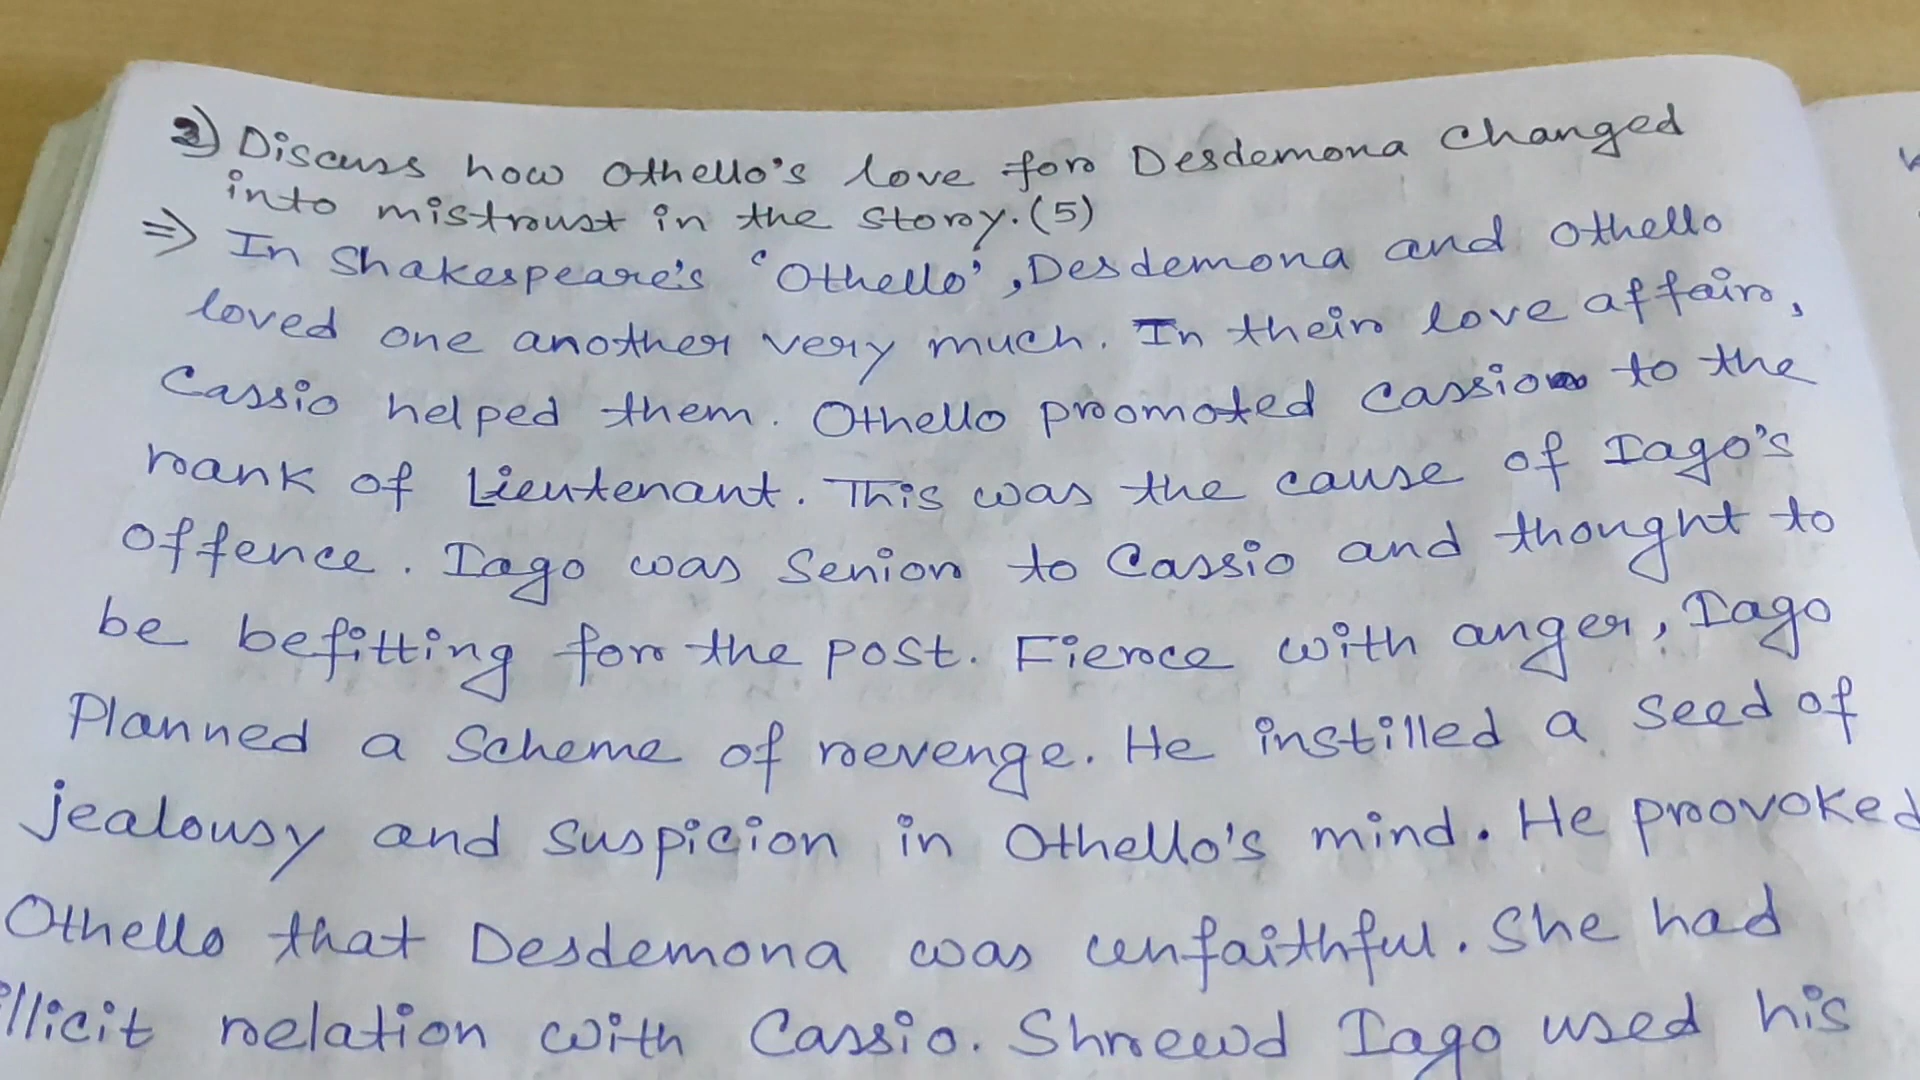 2) Discuss how Othello's love for Desdemona changed
into mistrust in the story. (5)
⇒ In Shakespeare's 'Othello', Desdemona and Othello
loved one another very much. In their love affair,
Cassio helped them. Othello promoted Cassio to the
rank of Lieutenant. This was the cause of Iago's
offence. Iago was Senior to Cassio and thought to
be befitting for the post. Fierce with anger, Iago
Planned a Scheme of revenge. He instilled a seed of
jealousy and suspicion in Othello's mind. He provoked
Othello that Desdemona was unfaithful. She had
illicit relation with Cassio. Shrewd Iago used his